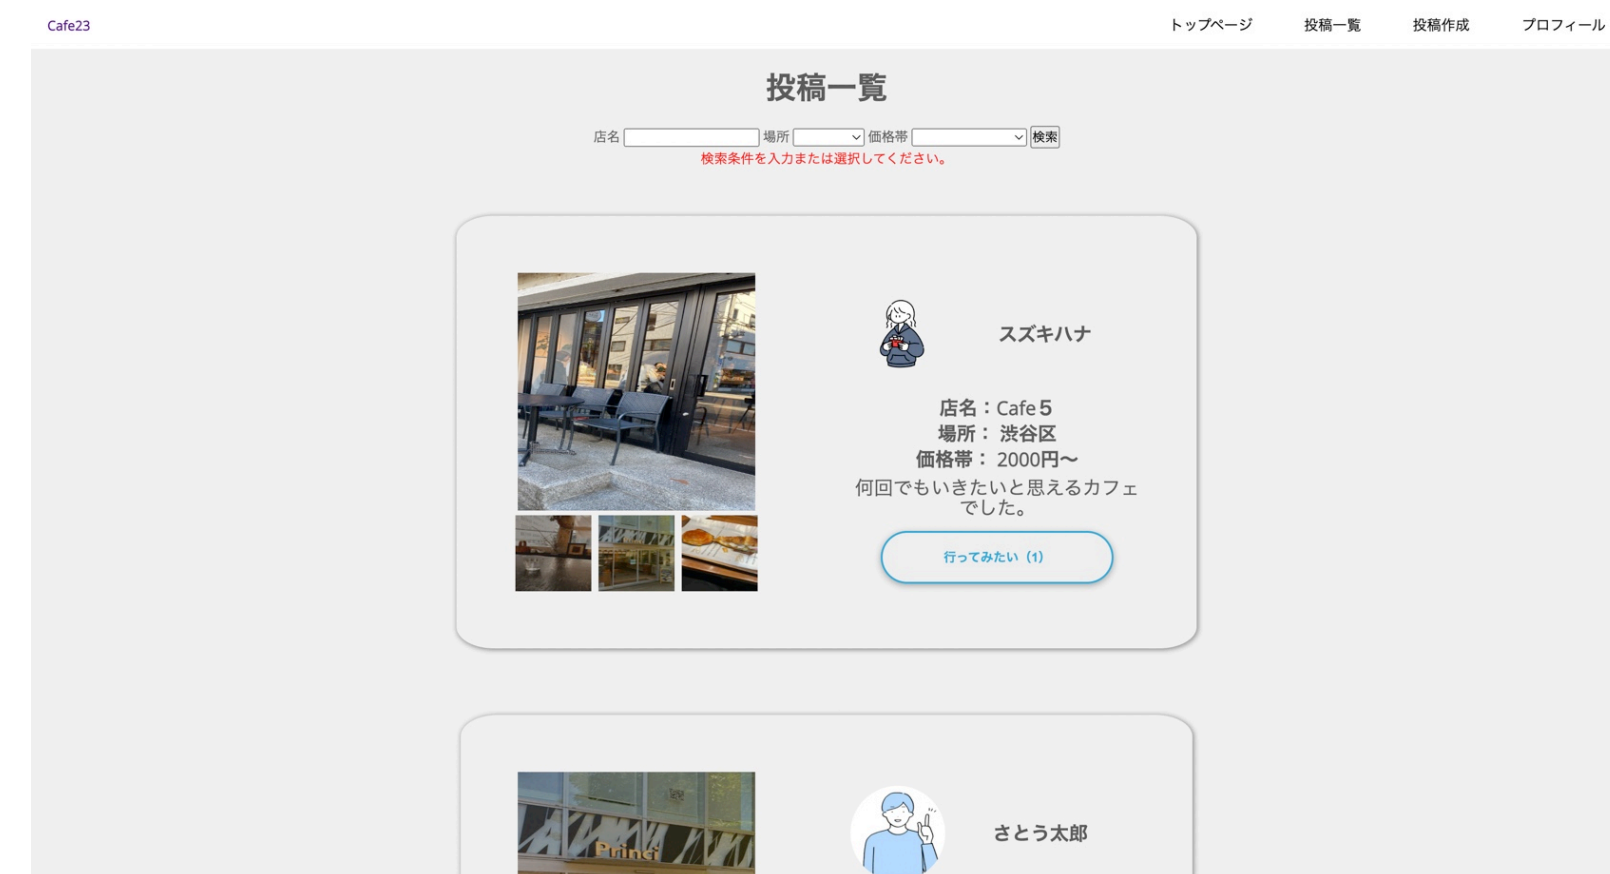 Cafe23 トップページ 投稿一覧 投稿作成 プロフィール
投稿一覧
店名 場所 価格帯 検索
検索条件を入力または選択してください。
スズキハナ
店名：Cafe５
場所： 渋谷区
価格帯： 2000円〜
何回でもいきたいと思えるカフェ
でした。
行ってみたい（1）
Princi
さとう太郎